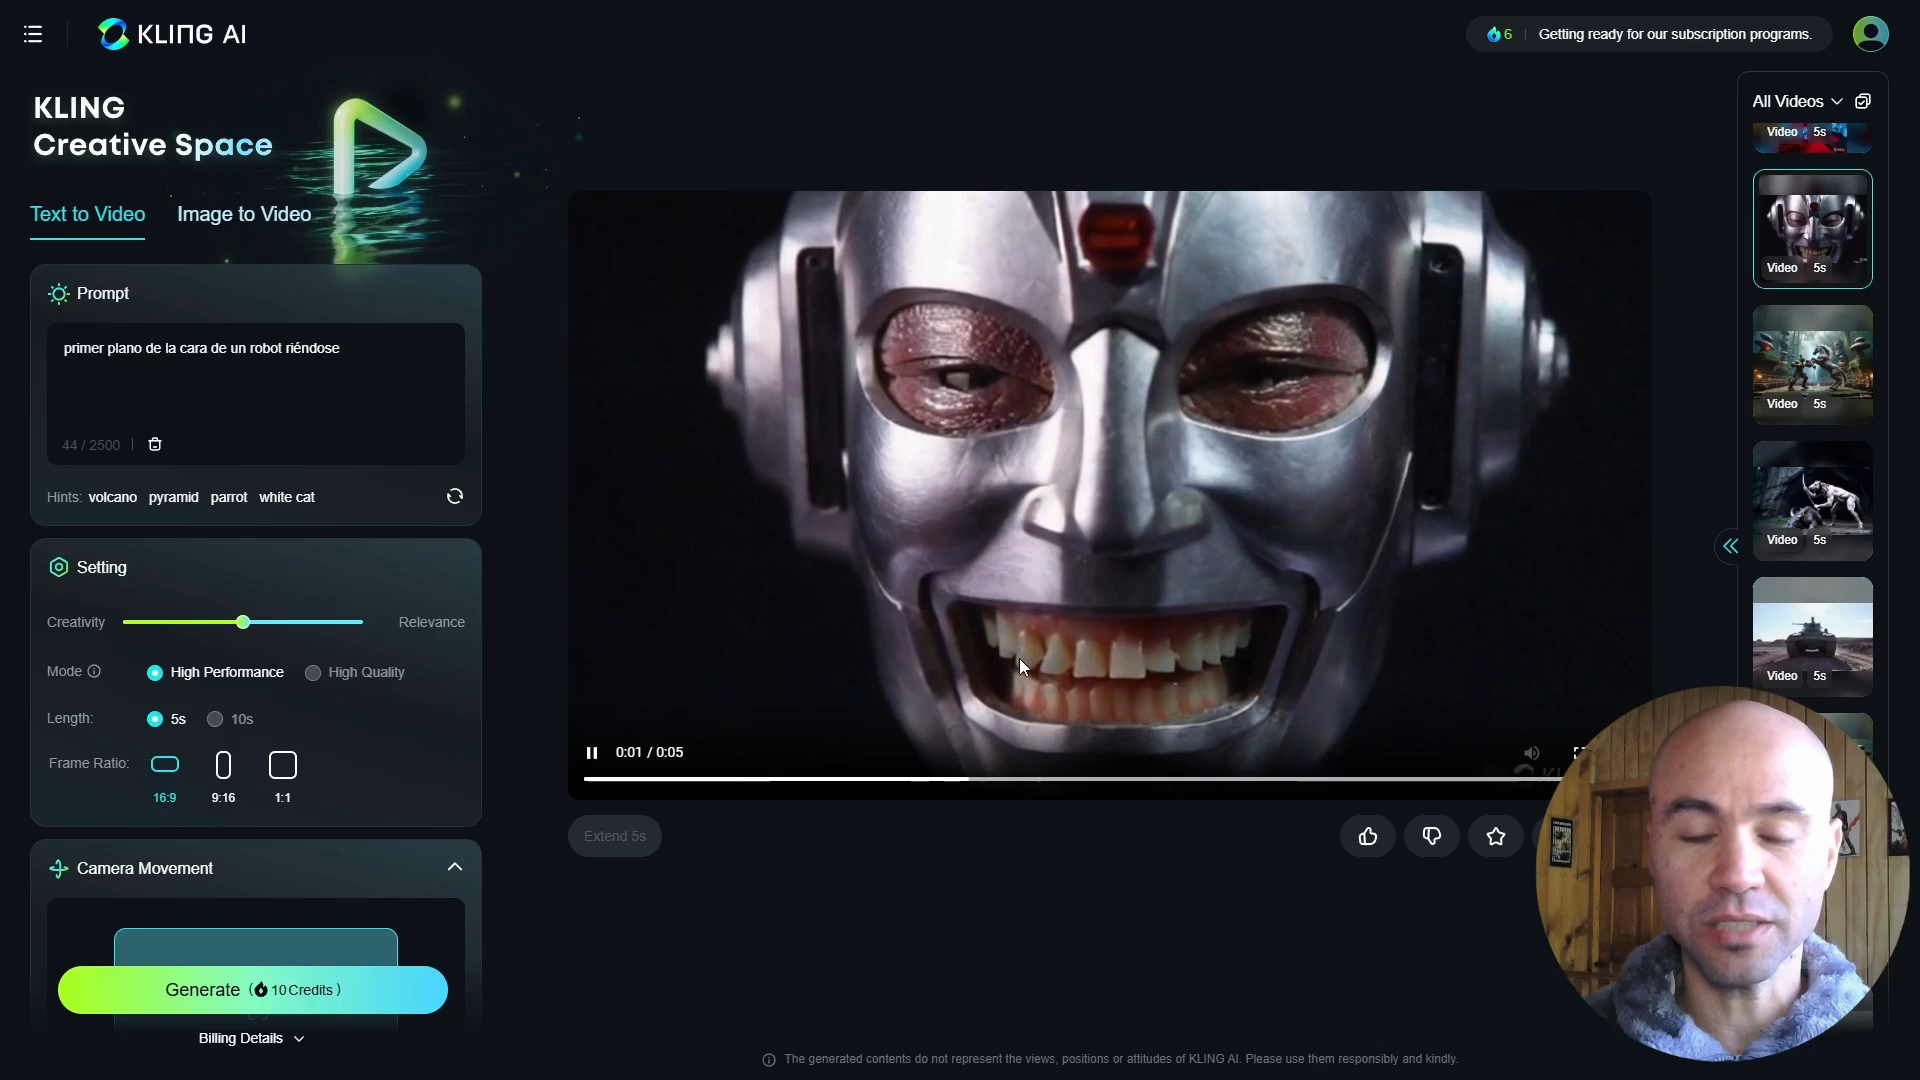 KLING AI
6
Getting ready for our subscription programs.
KLING
Creative Space
Text to Video
Image to Video
Prompt
primer plano de la cara de un robot riéndose
44 / 2500
Hints: volcano pyramid parrot white cat
Setting
Creativity
Relevance
Mode
High Performance
High Quality
Length:
5s
10s
Frame Ratio:
16:9
9:16
1:1
Camera Movement
Generate ( 10 Credits )
Billing Details
0:01 / 0:05
Extend 5s
The generated contents do not represent the views, positions or attitudes of KLING AI. Please use them responsibly and kindly.
All Videos
Video 5s
Video 5s
Video 5s
Video 5s
Video 5s